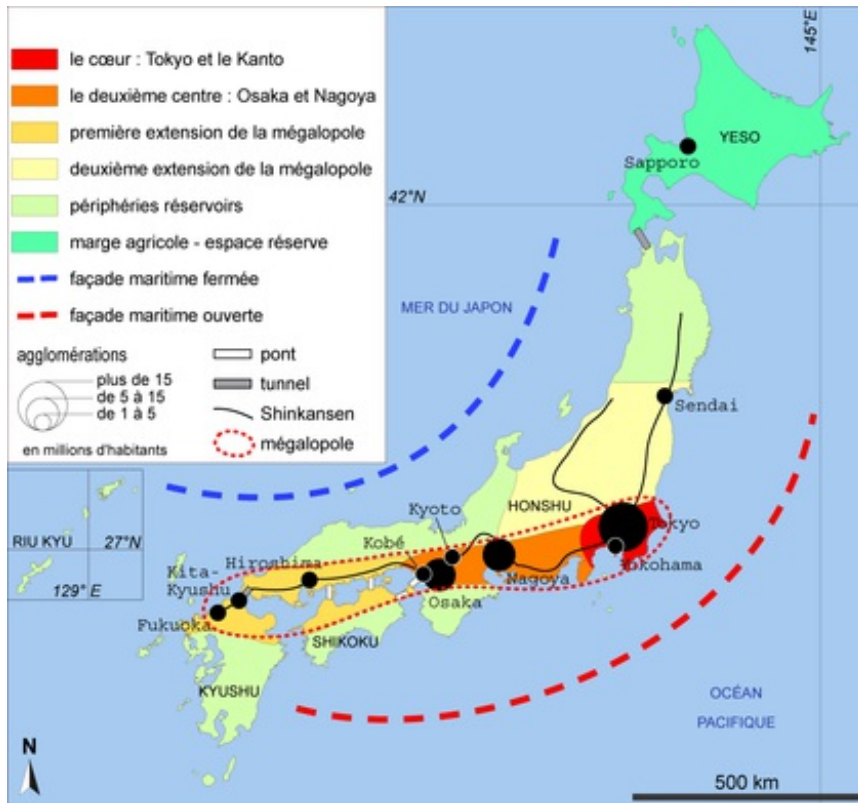 le cœur : Tokyo et le Kanto
le deuxième centre : Osaka et Nagoya
première extension de la mégalopole
deuxième extension de la mégalopole
périphéries réservoirs
marge agricole - espace réserve
façade maritime fermée
façade maritime ouverte
agglomérations
plus de 15
de 5 à 15
de 1 à 5
en millions d'habitants
pont
tunnel
Shinkansen
mégalopole
145°E
YESO
Sapporo
42°N
MER DU JAPON
Sendai
HONSHU
Kyoto
Tokyo
RIU KYU
27°N
129° E
Kobé
Hiroshima
Kita-
Kyushu
Yokohama
Nagoya
Osaka
Fukuoka
SHIKOKU
KYUSHU
OCÉAN
PACIFIQUE
N
500 km